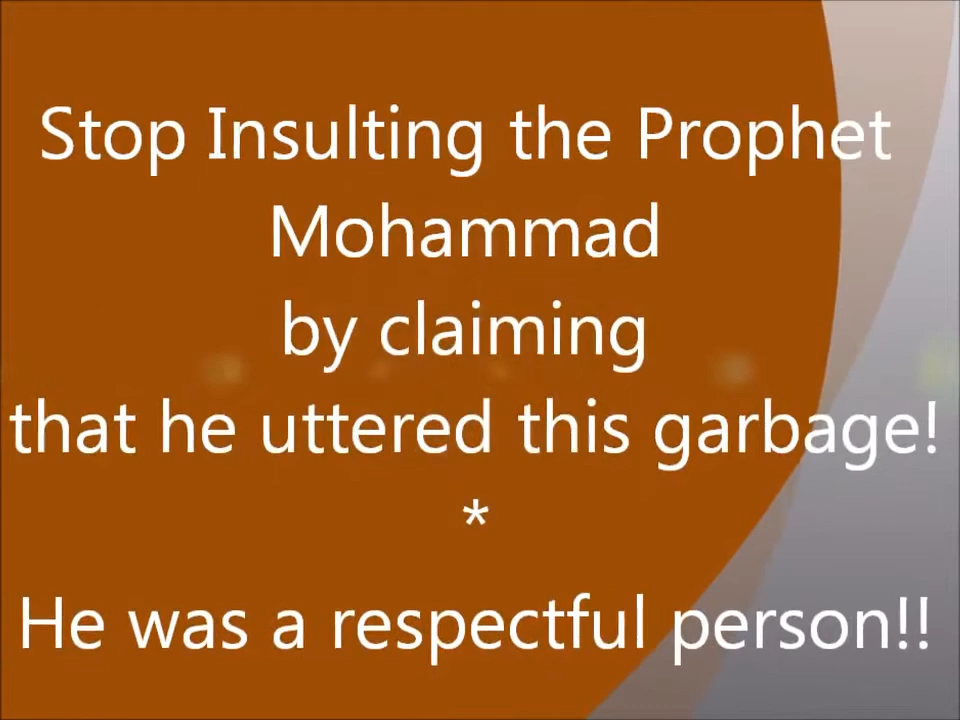 Stop Insulting the Prophet
Mohammad
by claiming
that he uttered this garbage!
*
He was a respectful person!!